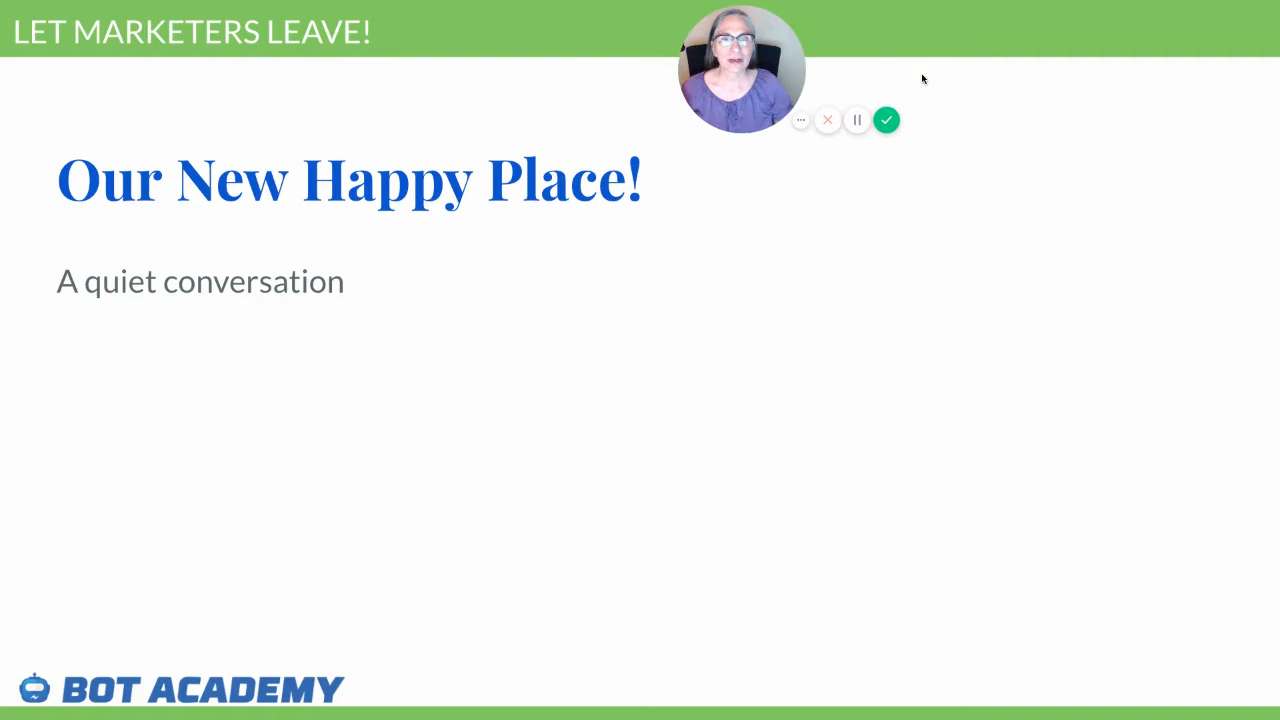 LET MARKETERS LEAVE!
Our New Happy Place!
A quiet conversation
BOT ACADEMY